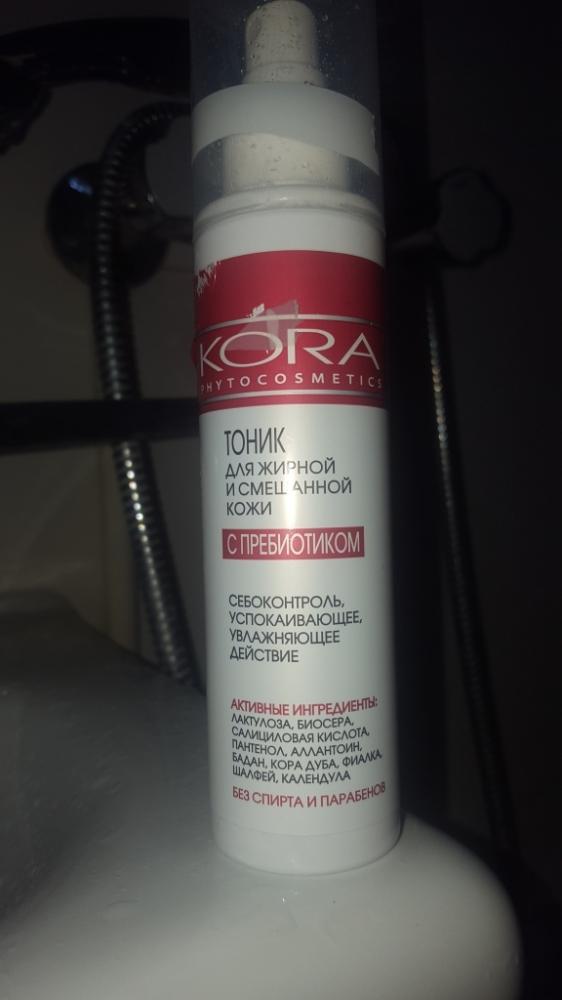 KORA
PHYTOCOSMETICS
ТОНИК
ДЛЯ ЖИРНОЙ
И СМЕШАННОЙ
КОЖИ
С ПРЕБИОТИКОМ
СЕБОКОНТРОЛЬ,
УСПОКАИВАЮЩЕЕ,
УВЛАЖНЯЮЩЕЕ
ДЕЙСТВИЕ
АКТИВНЫЕ ИНГРЕДИЕНТЫ:
ЛАКТУЛОЗА, БИОСЕРА,
САЛИЦИЛОВАЯ КИСЛОТА,
ПАНТЕНОЛ, АЛЛАНТОИН,
БАДАН, КОРА ДУБА, ФИАЛКА,
ШАЛФЕЙ, КАЛЕНДУЛА
БЕЗ СПИРТА И ПАРАБЕНОВ